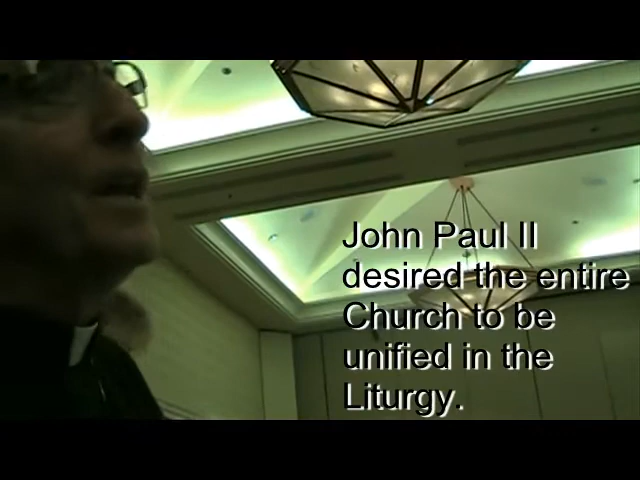 John Paul II
desired the entire
Church to be
unified in the
Liturgy.